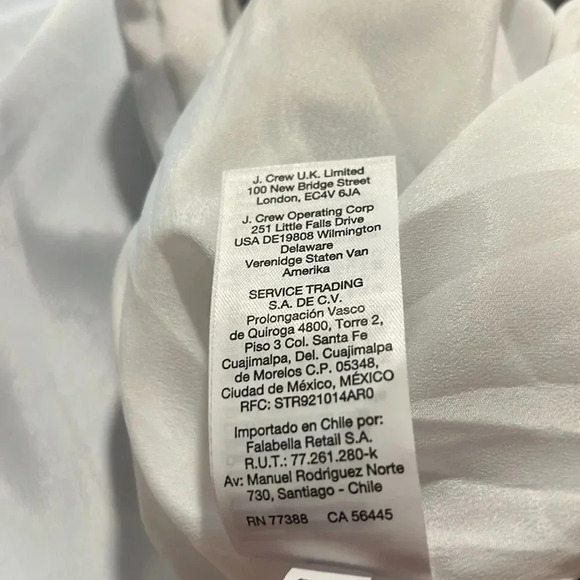 J. Crew U.K. Limited
100 New Bridge Street
London, EC4V 6JA
J. Crew Operating Corp
251 Little Falls Drive
USA DE19808 Wilmington
Delaware
Verenidge Staten Van
Amerika
SERVICE TRADING
S.A. DE C.V.
Prolongación Vasco
de Quiroga 4800, Torre 2,
Piso 3 Col. Santa Fe
Cuajimalpa, Del. Cuajimalpa
de Morelos C.P. 05348,
Ciudad de México, MÉXICO
RFC: STR921014AR0
Importado en Chile por:
Falabella Retail S.A.
R.U.T.: 77.261.280-k
Av: Manuel Rodriguez Norte
730, Santiago - Chile
RN 77388 CA 56445